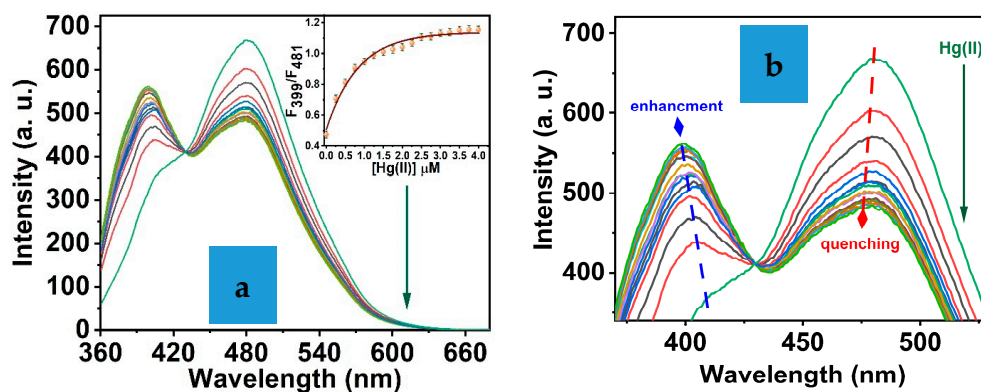 700
600
500
400
300
200
100
0
360
420
480
540
600
660
Intensity (a. u.)
Wavelength (nm)
a
1.2
1.0
0.8
0.6
0.4
0.0 0.5 1.0 1.5 2.0 2.5 3.0 3.5 4.0
F399/F481
[Hg(II)] μM
b
Hg(II)
enhancment
quenching
700
600
500
400
400
450
500
Intensity (a. u.)
Wavelength (nm)